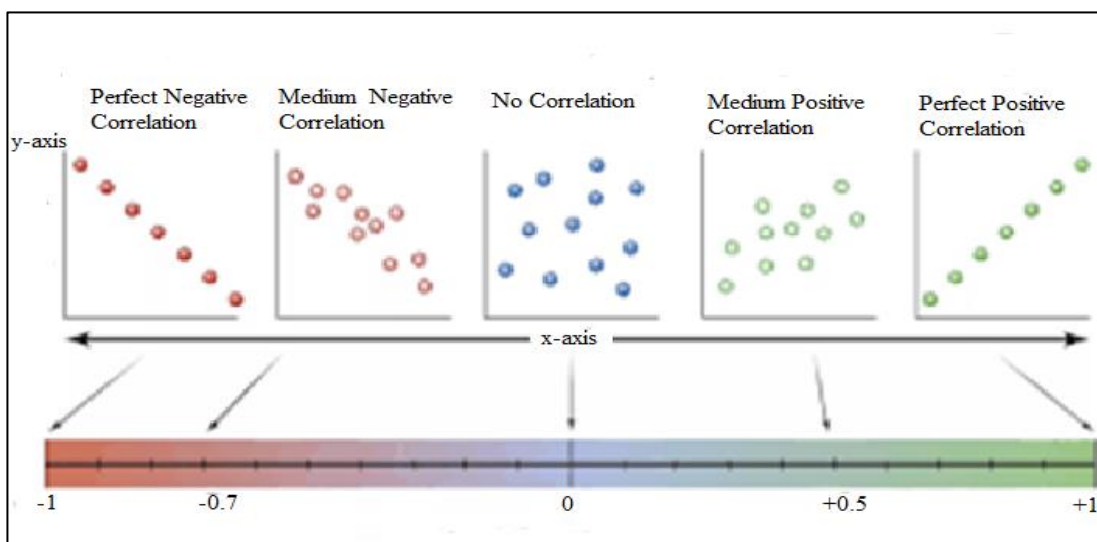 Perfect Negative
Correlation
Medium Negative
Correlation
No Correlation
Medium Positive
Correlation
Perfect Positive
Correlation
y-axis
x-axis
-1
-0.7
0
+0.5
+1